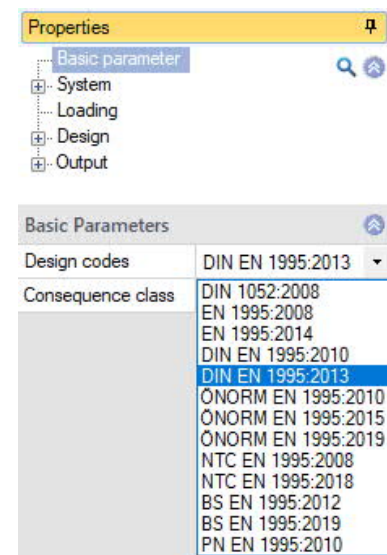 Properties
Basic parameter
System
Loading
Design
Output
Basic Parameters
Design codes DIN EN 1995:2013
Consequence class DIN 1052:2008
EN 1995:2008
EN 1995:2014
DIN EN 1995:2010
DIN EN 1995:2013
ÖNORM EN 1995:2010
ÖNORM EN 1995:2015
ÖNORM EN 1995:2019
NTC EN 1995:2008
NTC EN 1995:2018
BS EN 1995:2012
BS EN 1995:2019
PN EN 1995:2010